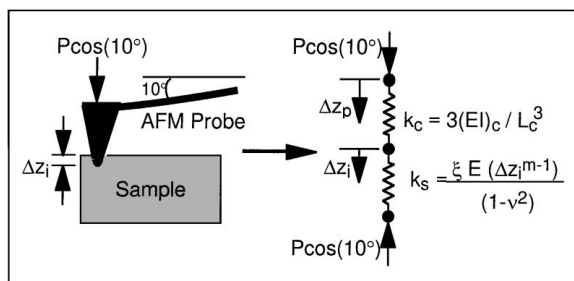 Pcos(10°)
10°
AFM Probe
Δz_i
Sample
Pcos(10°)
Δz_p
k_c = 3(EI)_c / L_c^3
Δz_i
k_s = ξ E (Δz_i^{m-1})
(1-ν^2)
Pcos(10°)